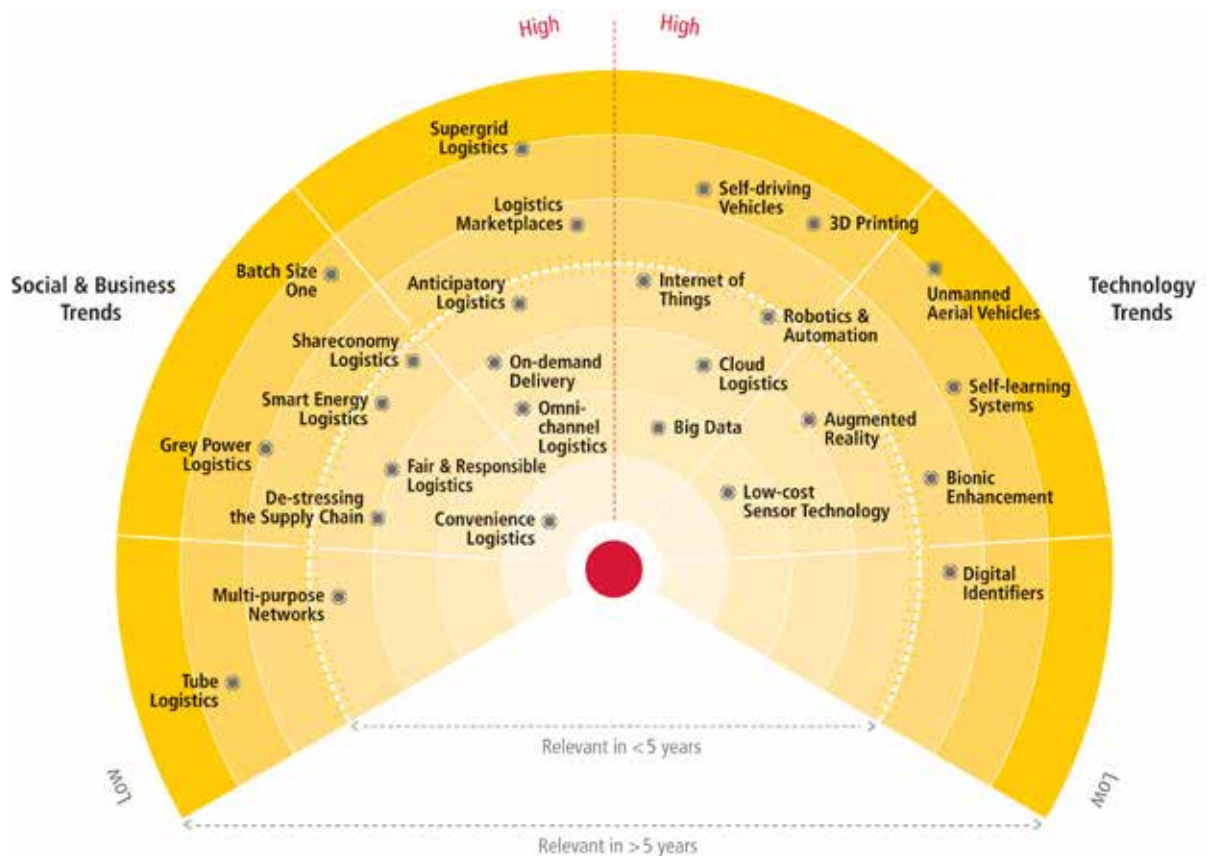 High
High
Supergrid
Logistics
Self-driving
Vehicles
Logistics
Marketplaces
3D Printing
Batch Size
One
Social & Business
Trends
Anticipatory
Logistics
Internet of
Things
Unmanned
Aerial Vehicles
Technology
Trends
Robotics &
Automation
Shareconomy
Logistics
On-demand
Delivery
Cloud
Logistics
Self-learning
Systems
Smart Energy
Logistics
Omni-
channel
Logistics
Big Data
Augmented
Reality
Grey Power
Logistics
Fair & Responsible
Logistics
Bionic
Enhancement
De-stressing
the Supply Chain
Low-cost
Sensor Technology
Convenience
Logistics
Multi-purpose
Networks
Digital
Identifiers
Tube
Logistics
Relevant in <5 years
Low
Low
Relevant in >5 years